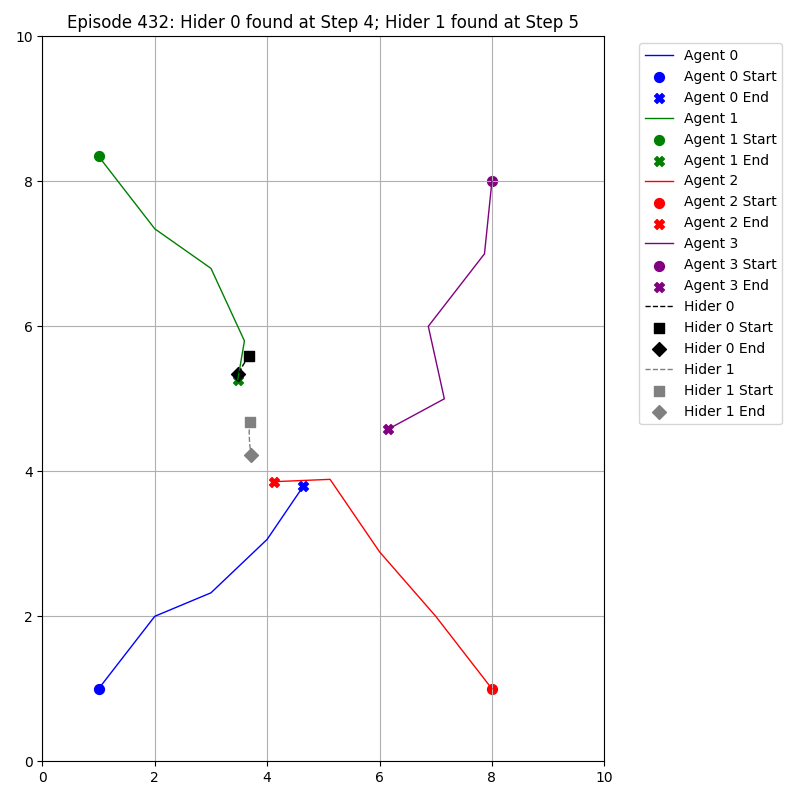 Episode 432: Hider 0 found at Step 4; Hider 1 found at Step 5
10
8
6
4
2
0
0 2 4 6 8 10
Agent 0
Agent 0 Start
Agent 0 End
Agent 1
Agent 1 Start
Agent 1 End
Agent 2
Agent 2 Start
Agent 2 End
Agent 3
Agent 3 Start
Agent 3 End
Hider 0
Hider 0 Start
Hider 0 End
Hider 1
Hider 1 Start
Hider 1 End